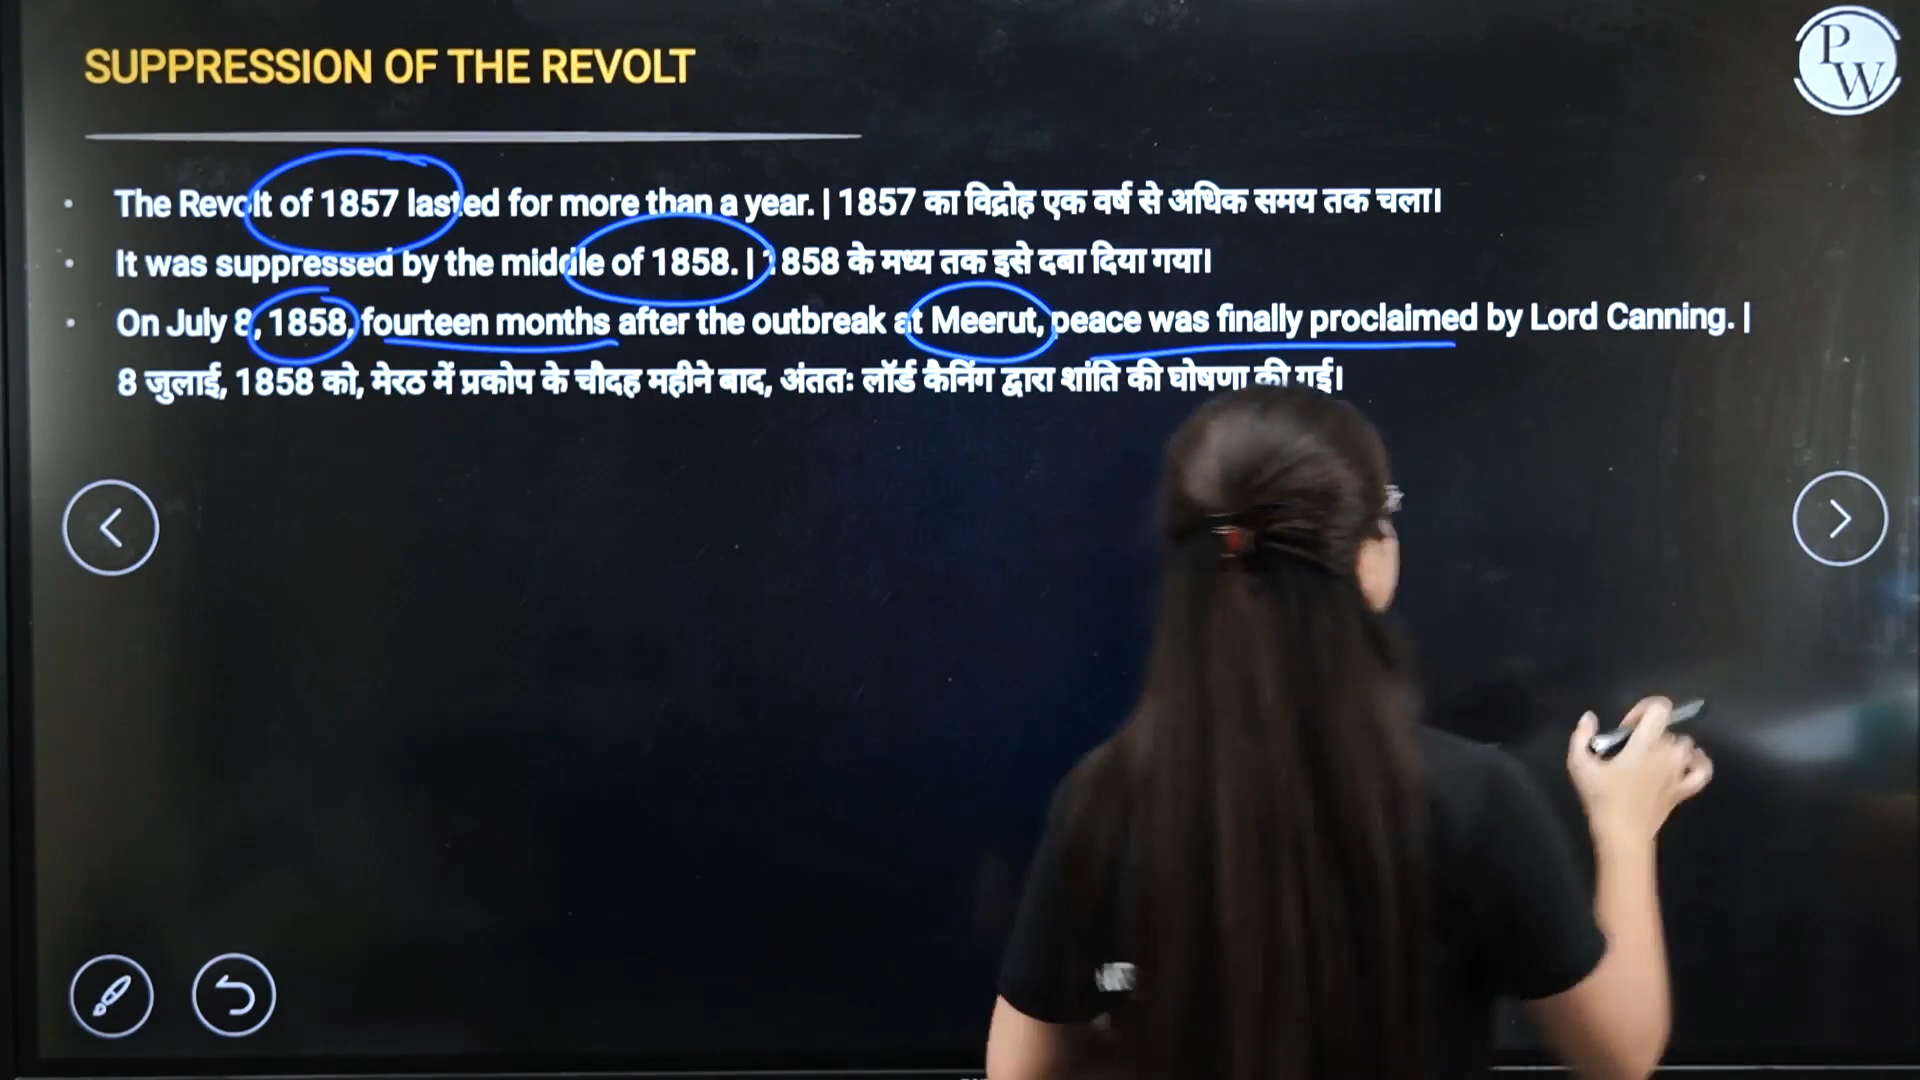 SUPPRESSION OF THE REVOLT
PW
The Revolt of 1857 lasted for more than a year. | 1857 का विद्रोह एक वर्ष से अधिक समय तक चला।
It was suppressed by the middle of 1858. | 1858 के मध्य तक इसे दबा दिया गया।
On July 8, 1858, fourteen months after the outbreak at Meerut, peace was finally proclaimed by Lord Canning. |
8 जुलाई, 1858 को, मेरठ में प्रकोप के चौदह महीने बाद, अंततः लॉर्ड कैनिंग द्वारा शांति की घोषणा की गई।